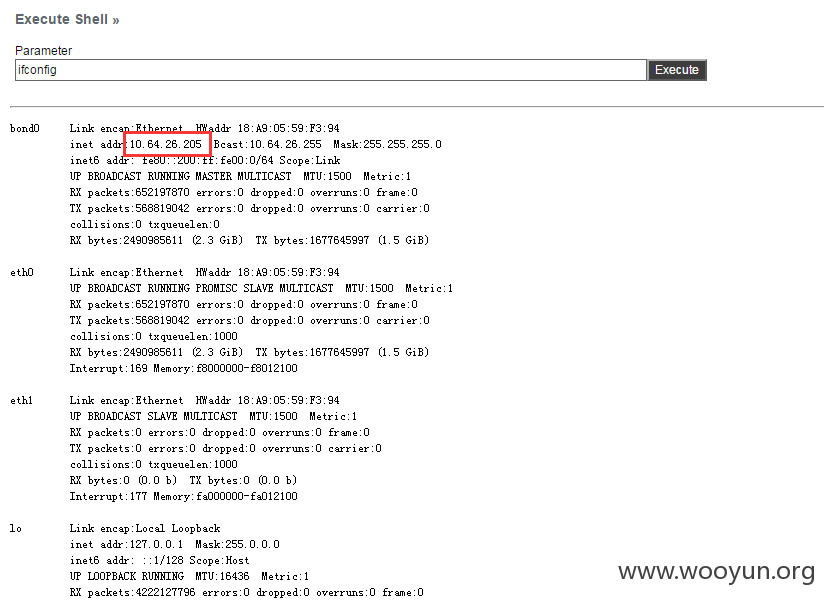 Execute Shell »
Parameter
ifconfig Execute
bond0 Link encap:Ethernet HWaddr 18:A9:05:59:F3:94
inet addr:10.64.26.205 Bcast:10.64.26.255 Mask:255.255.255.0
inet6 addr: fe80::200:ff:fe00:0/64 Scope:Link
UP BROADCAST RUNNING MASTER MULTICAST MTU:1500 Metric:1
RX packets:652197870 errors:0 dropped:0 overruns:0 frame:0
TX packets:568819042 errors:0 dropped:0 overruns:0 carrier:0
collisions:0 txqueuelen:0
RX bytes:2490985611 (2.3 GiB) TX bytes:1677645997 (1.5 GiB)
eth0 Link encap:Ethernet HWaddr 18:A9:05:59:F3:94
UP BROADCAST RUNNING PROMISC SLAVE MULTICAST MTU:1500 Metric:1
RX packets:652197870 errors:0 dropped:0 overruns:0 frame:0
TX packets:568819042 errors:0 dropped:0 overruns:0 carrier:0
collisions:0 txqueuelen:1000
RX bytes:2490985611 (2.3 GiB) TX bytes:1677645997 (1.5 GiB)
Interrupt:169 Memory:f8000000-f8012100
eth1 Link encap:Ethernet HWaddr 18:A9:05:59:F3:94
UP BROADCAST SLAVE MULTICAST MTU:1500 Metric:1
RX packets:0 errors:0 dropped:0 overruns:0 frame:0
TX packets:0 errors:0 dropped:0 overruns:0 carrier:0
collisions:0 txqueuelen:1000
RX bytes:0 (0.0 b) TX bytes:0 (0.0 b)
Interrupt:177 Memory:fa000000-fa012100
lo Link encap:Local Loopback
inet addr:127.0.0.1 Mask:255.0.0.0
inet6 addr: ::1/128 Scope:Host
UP LOOPBACK RUNNING MTU:16436 Metric:1
RX packets:4222127796 errors:0 dropped:0 overruns:0 frame:0
www.wooyun.org